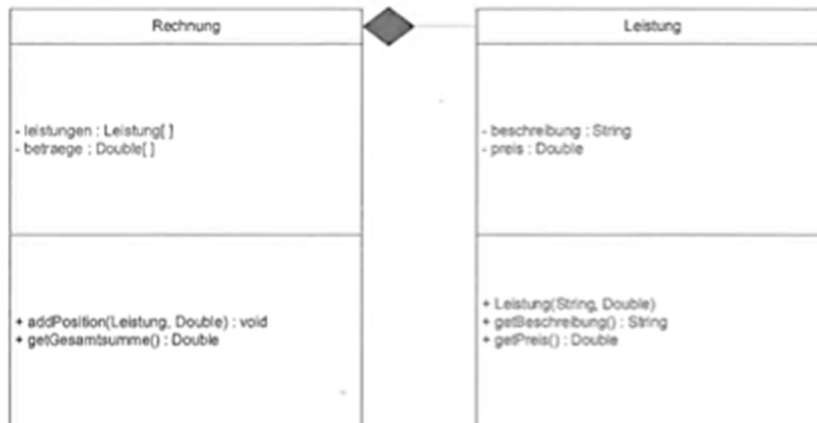 Rechnung
- leistungen : Leistung[ ]
- betraege : Double[ ]
+ addPosition(Leistung, Double) : void
+ getGesamtsumme() : Double
Leistung
- beschreibung : String
- preis : Double
+ Leistung(String, Double)
+ getBeschreibung() : String
+ getPreis() : Double